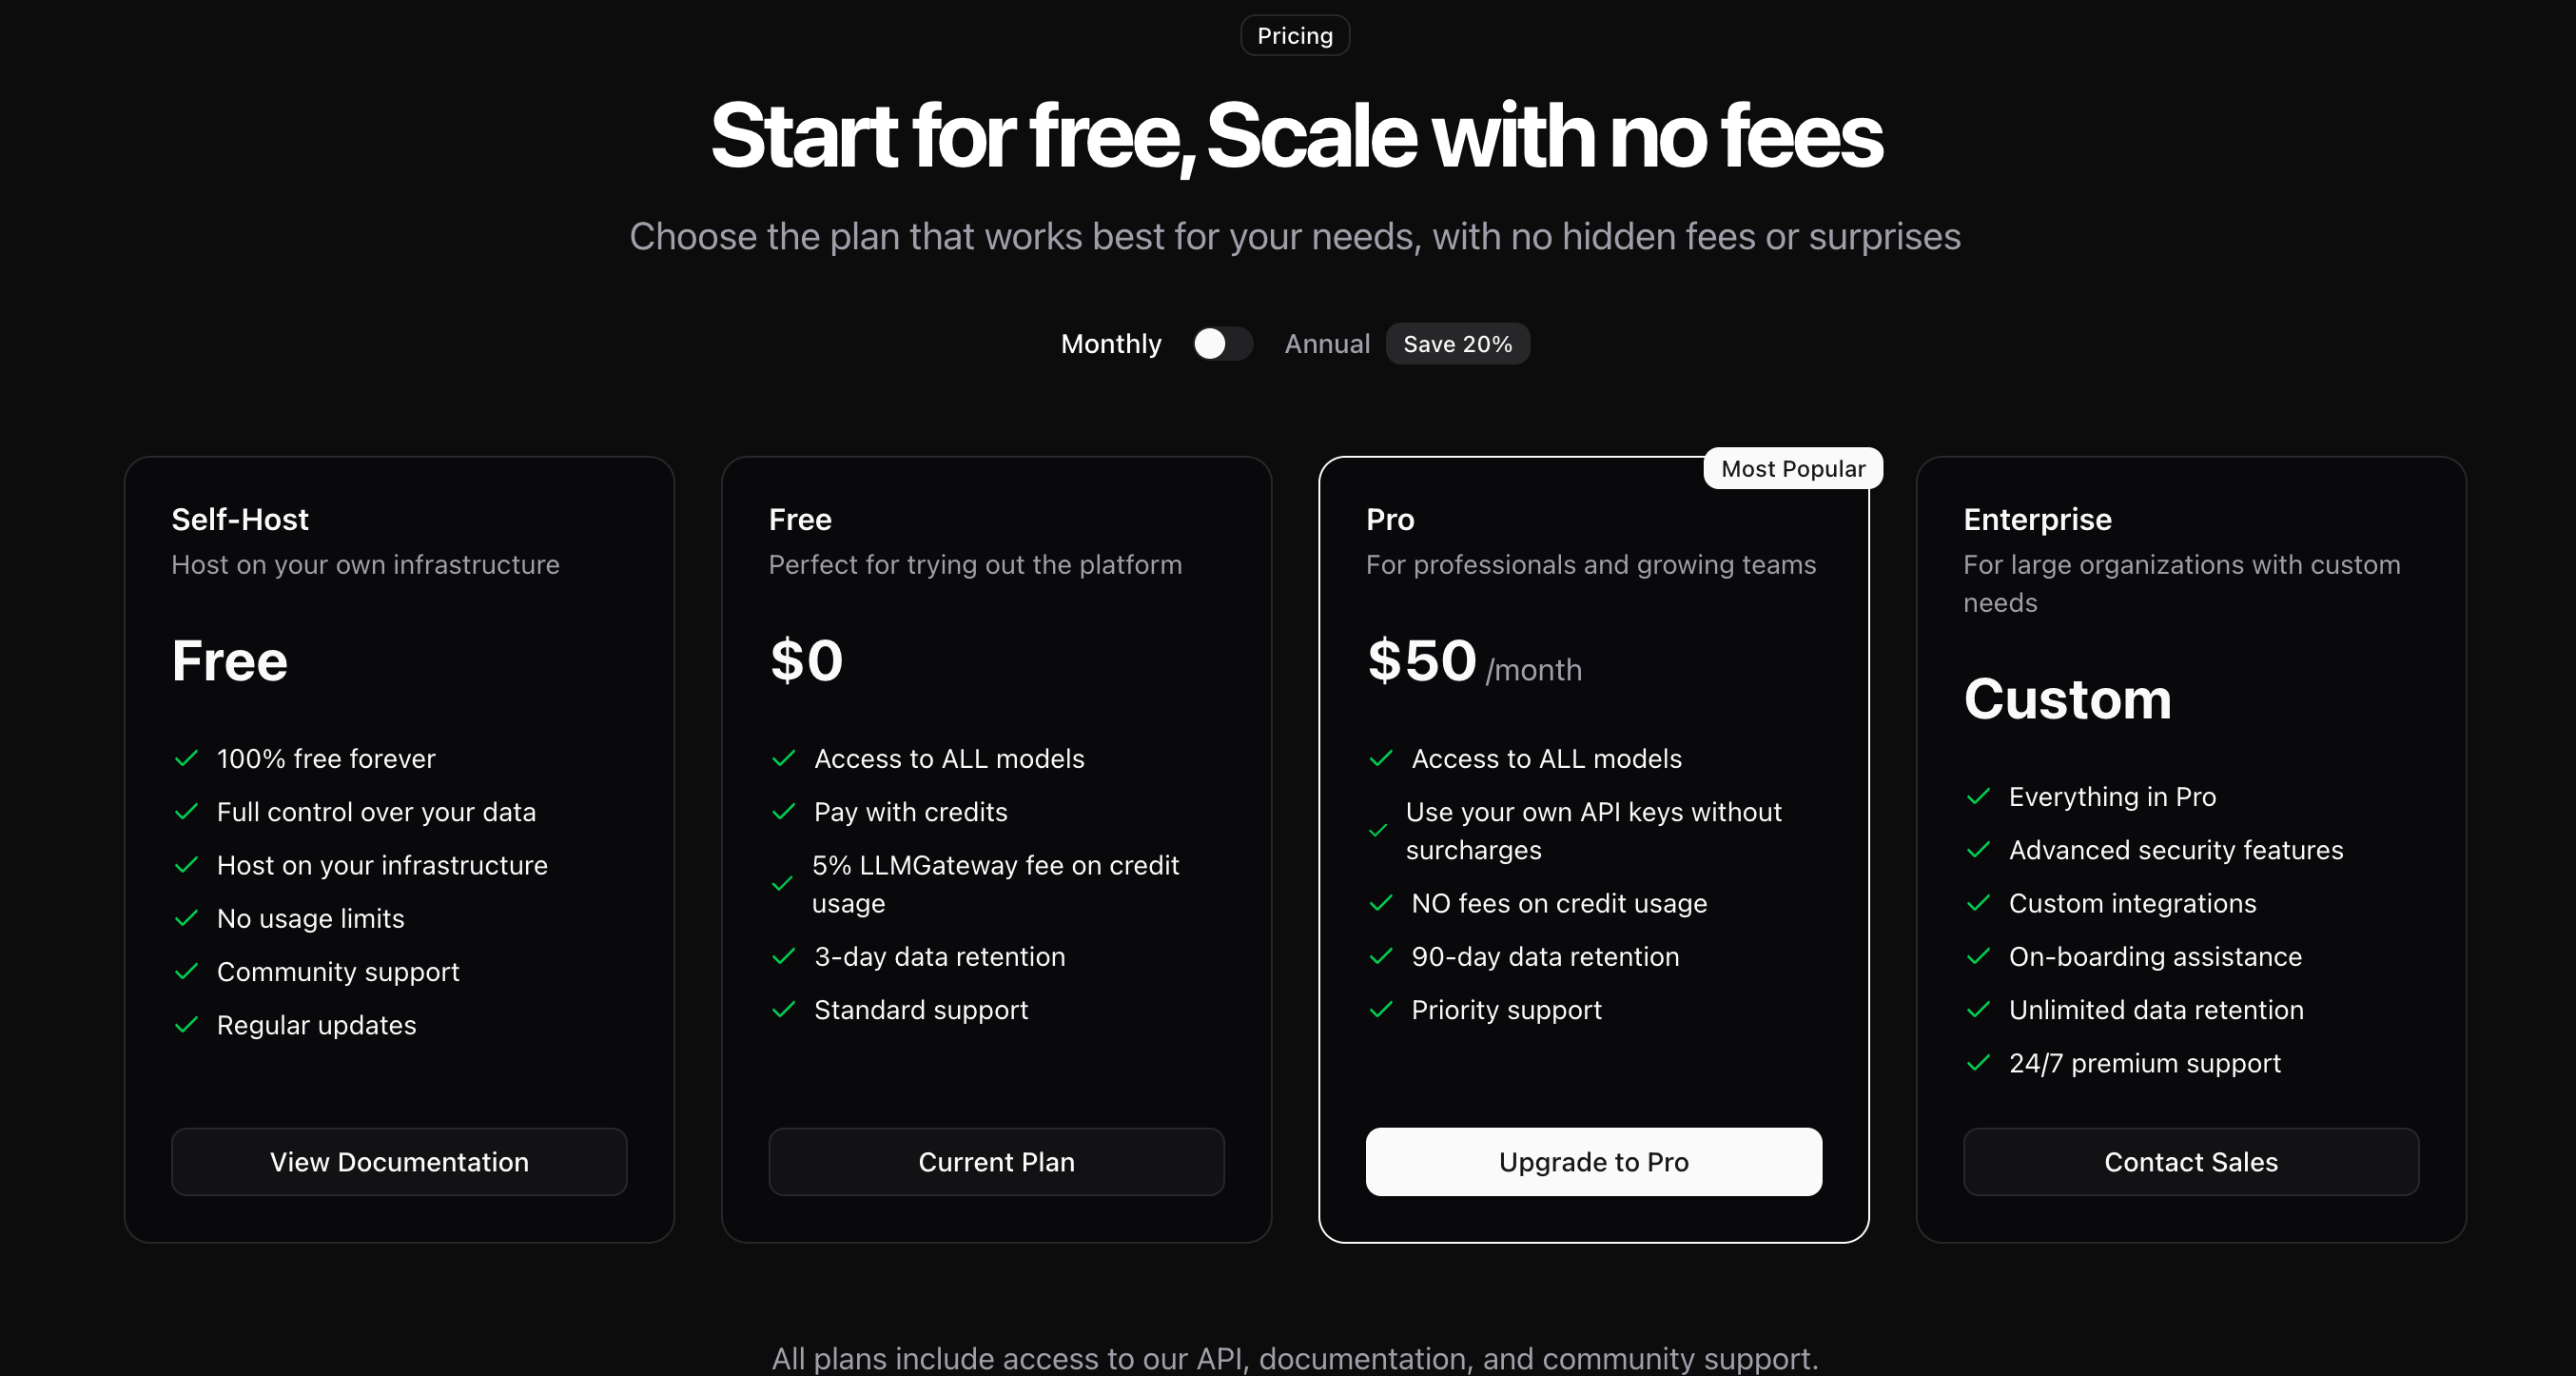 Pricing
Start for free, Scale with no fees
Choose the plan that works best for your needs, with no hidden fees or surprises
Monthly
Annual
Save 20%
Self-Host
Host on your own infrastructure
Free
100% free forever
Full control over your data
Host on your infrastructure
No usage limits
Community support
Regular updates
View Documentation
Free
Perfect for trying out the platform
$0
Access to ALL models
Pay with credits
5% LLMGateway fee on credit
usage
3-day data retention
Standard support
Current Plan
Most Popular
Pro
For professionals and growing teams
$50 /month
Access to ALL models
Use your own API keys without
surcharges
NO fees on credit usage
90-day data retention
Priority support
Upgrade to Pro
Enterprise
For large organizations with custom
needs
Custom
Everything in Pro
Advanced security features
Custom integrations
On-boarding assistance
Unlimited data retention
24/7 premium support
Contact Sales
All plans include access to our API, documentation, and community support.